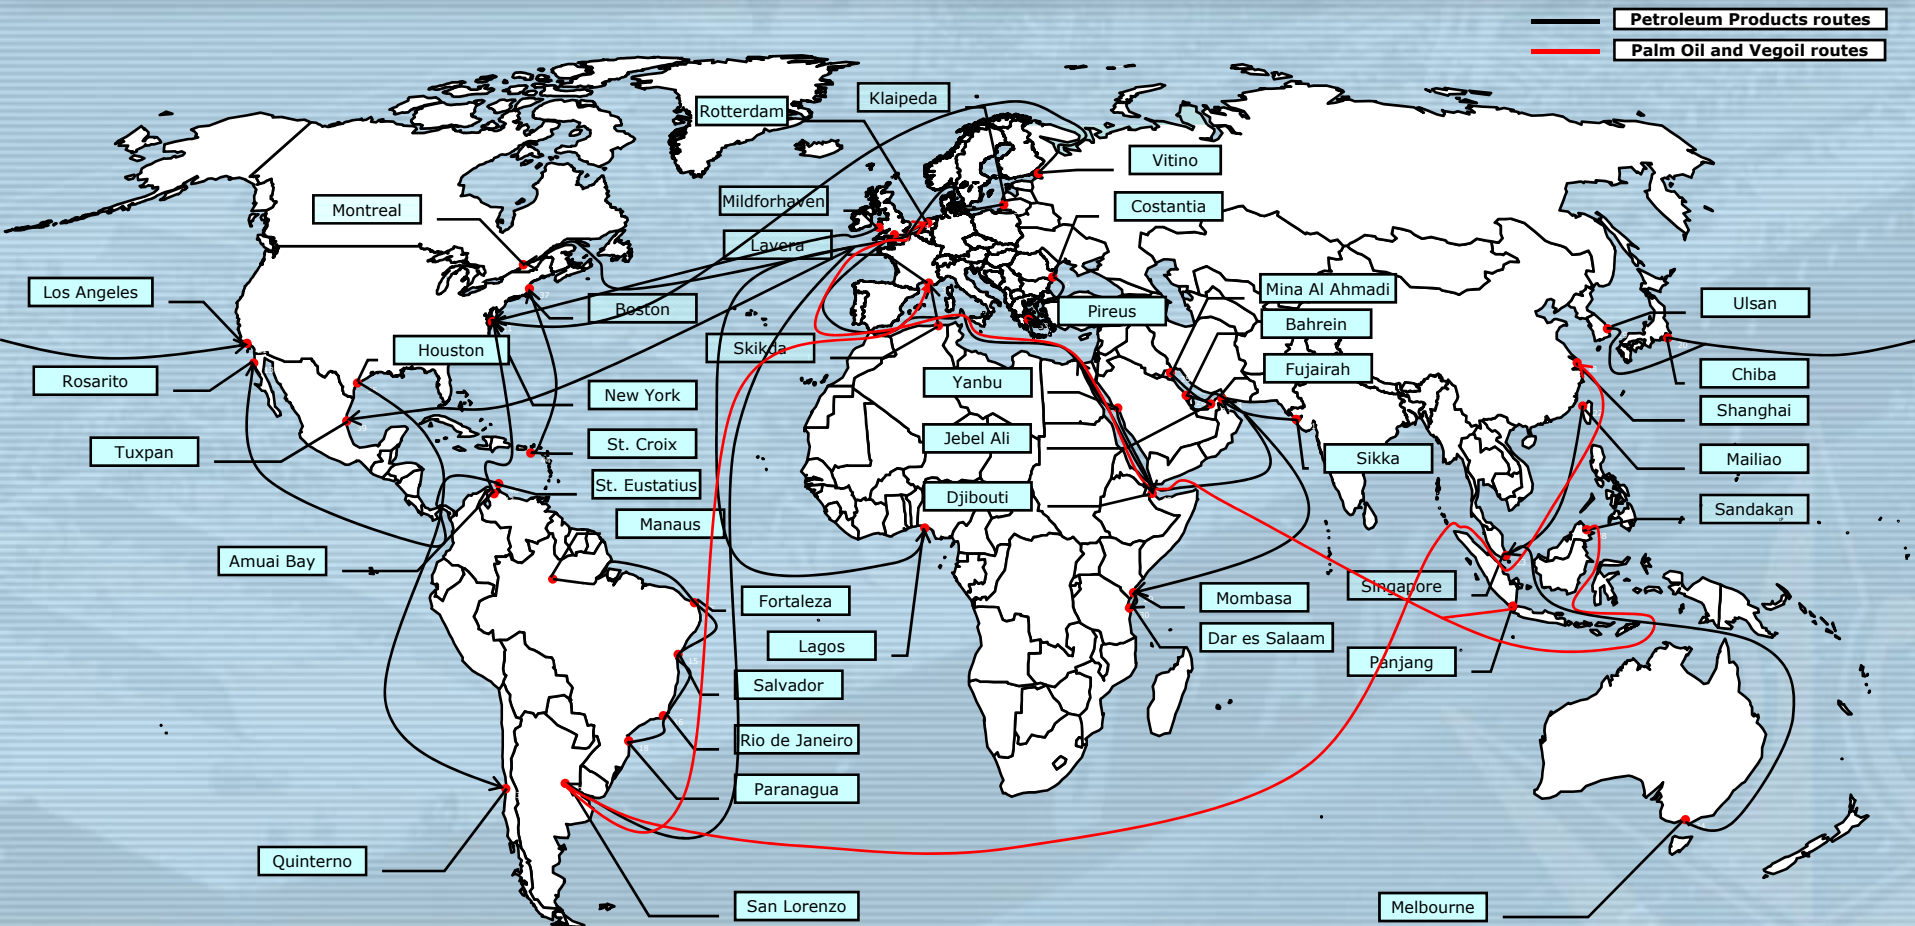 Petroleum Products routes
Palm Oil and Vegoil routes
Klaipeda
Rotterdam
Vitino
Mildforhaven
Costantia
Montreal
Lavera
Los Angeles
Mina Al Ahmadi
Boston
Pireus
Ulsan
Bahrein
Houston
Skikda
Fujairah
Rosarito
Yanbu
Chiba
New York
Shanghai
Jebel Ali
Tuxpan
St. Croix
Sikka
Mailiao
St. Eustatius
Djibouti
Sandakan
Manaus
Amuai Bay
Singapore
Fortaleza
Mombasa
Lagos
Dar es Salaam
Panjang
Salvador
Rio de Janeiro
Paranagua
Quinterno
San Lorenzo
Melbourne